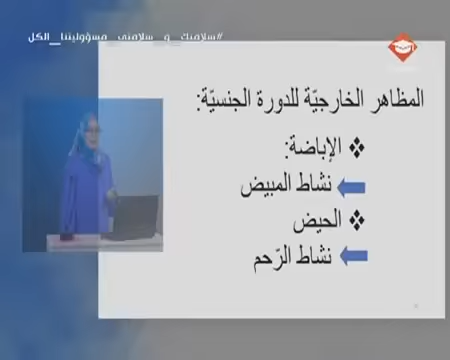 #سلامتك_و_سلامتي_مسؤوليتنا_الكل
المظاهر الخارجيّة للدورة الجنسيّة:
❖ الإباضة:
نشاط المبيض
❖ الحيض
نشاط الرّحم